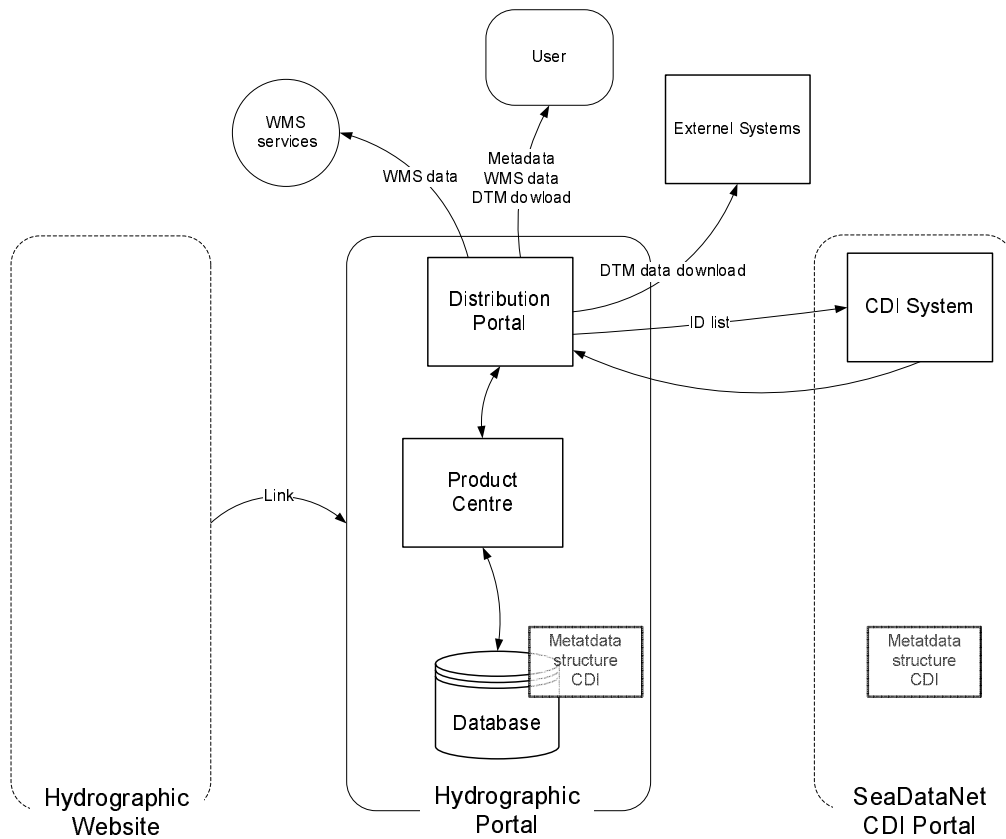 User
WMS
services
Externel Systems
WMS data
Metadata
WMS data
DTM dowload
DTM data download
Distribution
Portal
ID list
CDI System
Product
Centre
Link
Metatdata
structure
CDI
Metatdata
structure
CDI
Database
Hydrographic
Website
Hydrographic
Portal
SeaDataNet
CDI Portal